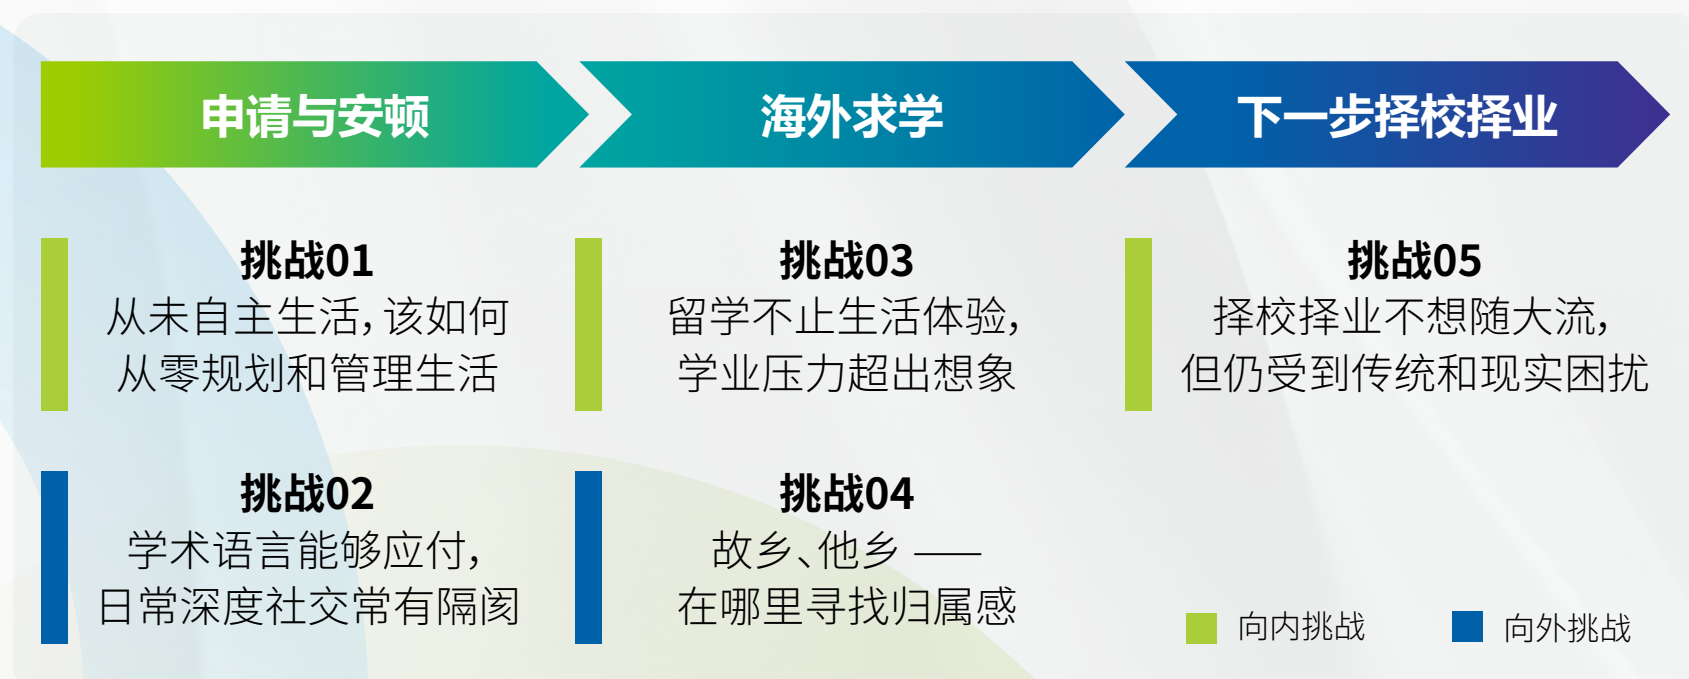 申请与安顿
海外求学
下一步择校择业
挑战01
从未自主生活，该如何
从零规划和管理生活
挑战02
学术语言能够应付，
日常深度社交常有隔阂
挑战03
留学不止生活体验，
学业压力超出想象
挑战04
故乡、他乡 ——
在哪里寻找归属感
挑战05
择校择业不想随大流，
但仍受到传统和现实困扰
向内挑战
向外挑战